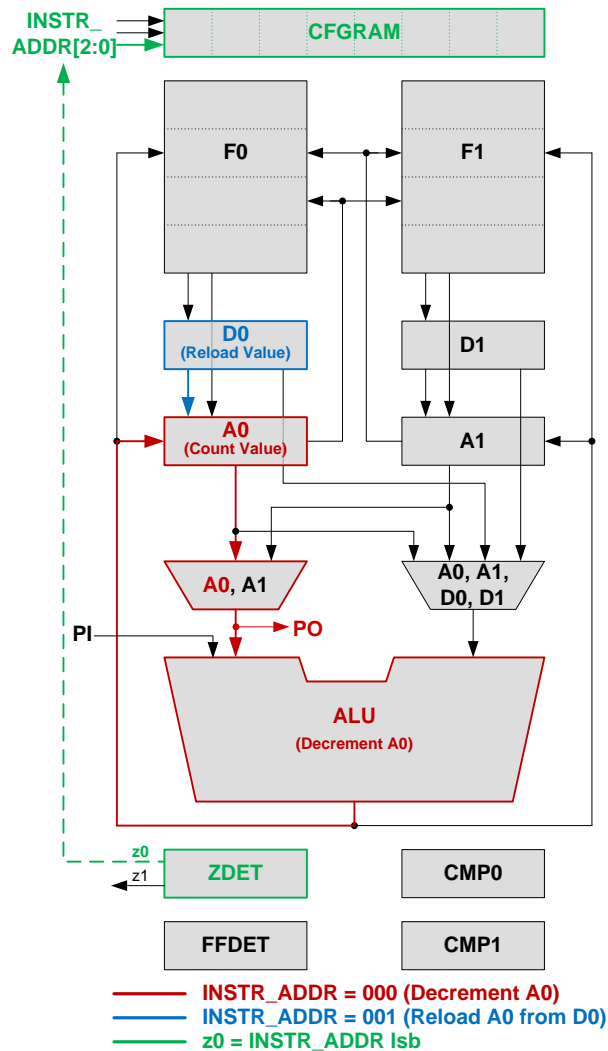 INSTR_
ADDR[2:0]
CFGRAM
F0
F1
D0
(Reload Value)
D1
A0
(Count Value)
A1
A0, A1
A0, A1,
D0, D1
PI
PO
ALU
(Decrement A0)
z0
z1
ZDET
CMP0
FFDET
CMP1
INSTR_ADDR = 000 (Decrement A0)
INSTR_ADDR = 001 (Reload A0 from D0)
z0 = INSTR_ADDR lsb